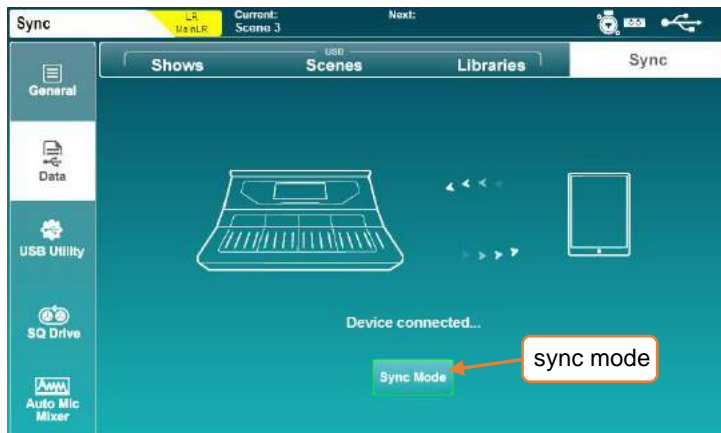 Sync
LR
MainLR
Current:
Scene 3
Next:
USB
Shows
Scenes
Libraries
Sync
General
Data
USB Utility
SQ Drive
Auto Mic
Mixer
Device connected...
Sync Mode
sync mode